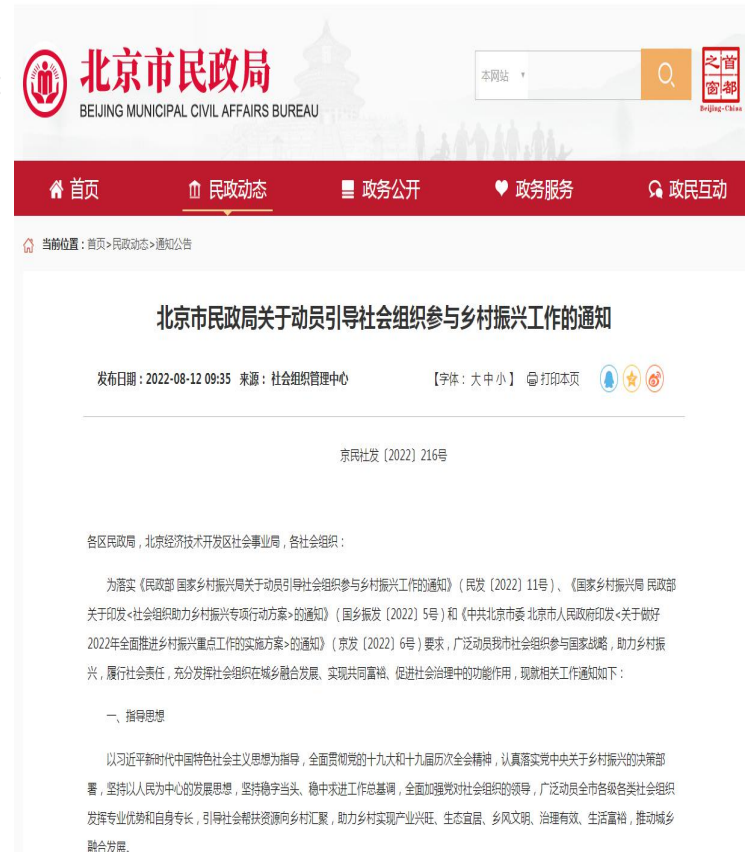 北京市民政局
BEIJING MUNICIPAL CIVIL AFFAIRS BUREAU
本网站
首都之窗
Beijing-China
首页
民政动态
政务公开
政务服务
政民互动
当前位置：首页>民政动态>通知公告
北京市民政局关于动员引导社会组织参与乡村振兴工作的通知
发布日期：2022-08-12 09:35 来源：社会组织管理中心 【字体：大 中 小】 打印本页
京民社发〔2022〕216号
各区民政局，北京经济技术开发区社会事业局，各社会组织：
为落实《民政部 国家乡村振兴局关于动员引导社会组织参与乡村振兴工作的通知》（民发〔2022〕11号）、《国家乡村振兴局 民政部
关于印发<社会组织助力乡村振兴专项行动方案>的通知》（国乡振发〔2022〕5号）和《中共北京市委 北京市人民政府印发<关于做好
2022年全面推进乡村振兴重点工作的实施方案>的通知》（京发〔2022〕6号）要求，广泛动员我市社会组织参与国家战略，助力乡村振
兴，履行社会责任，充分发挥社会组织在城乡融合发展、实现共同富裕、促进社会治理中的功能作用，现就相关工作通知如下：
一、指导思想
以习近平新时代中国特色社会主义思想为指导，全面贯彻党的十九大和十九届历次全会精神，认真落实党中央关于乡村振兴的决策部
署，坚持以人民为中心的发展思想，坚持稳字当头、稳中求进工作总基调，全面加强党对社会组织的领导，广泛动员全市各级各类社会组织
发挥专业优势和自身专长，引导社会帮扶资源向乡村汇聚，助力乡村实现产业兴旺、生态宜居、乡风文明、治理有效、生活富裕，推动城乡
融合发展。